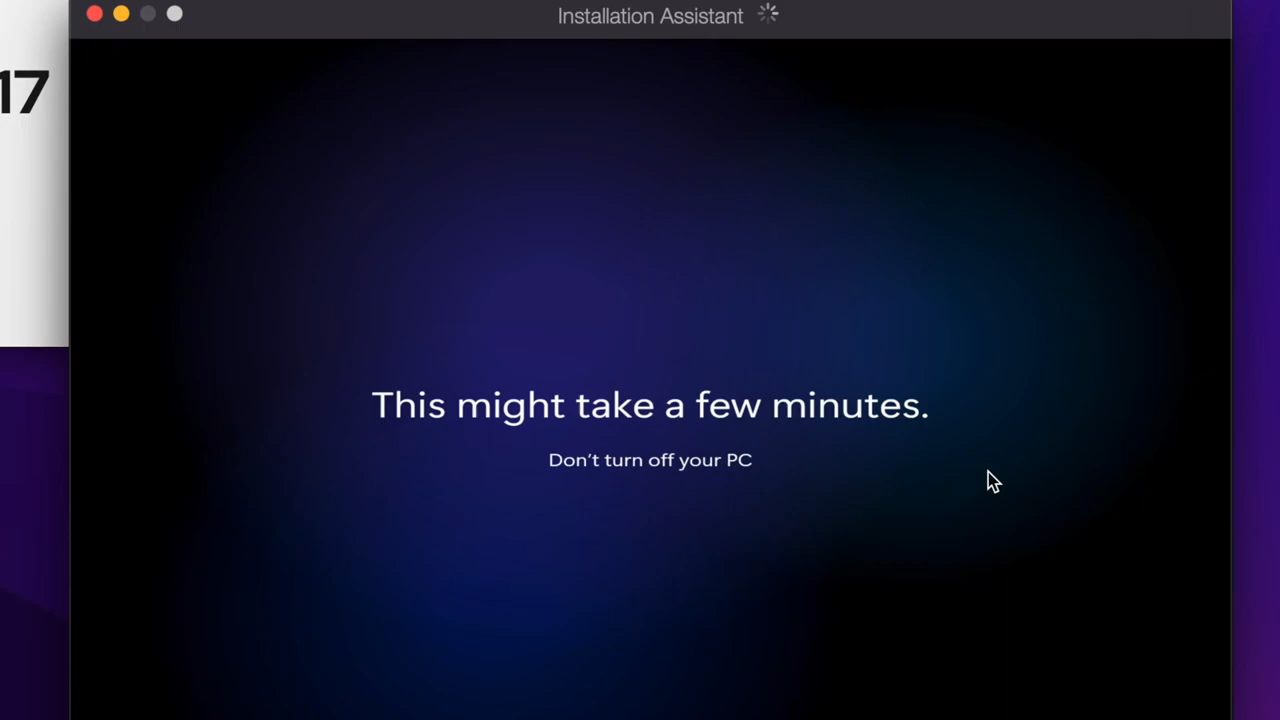 Installation Assistant
17
This might take a few minutes.
Don't turn off your PC